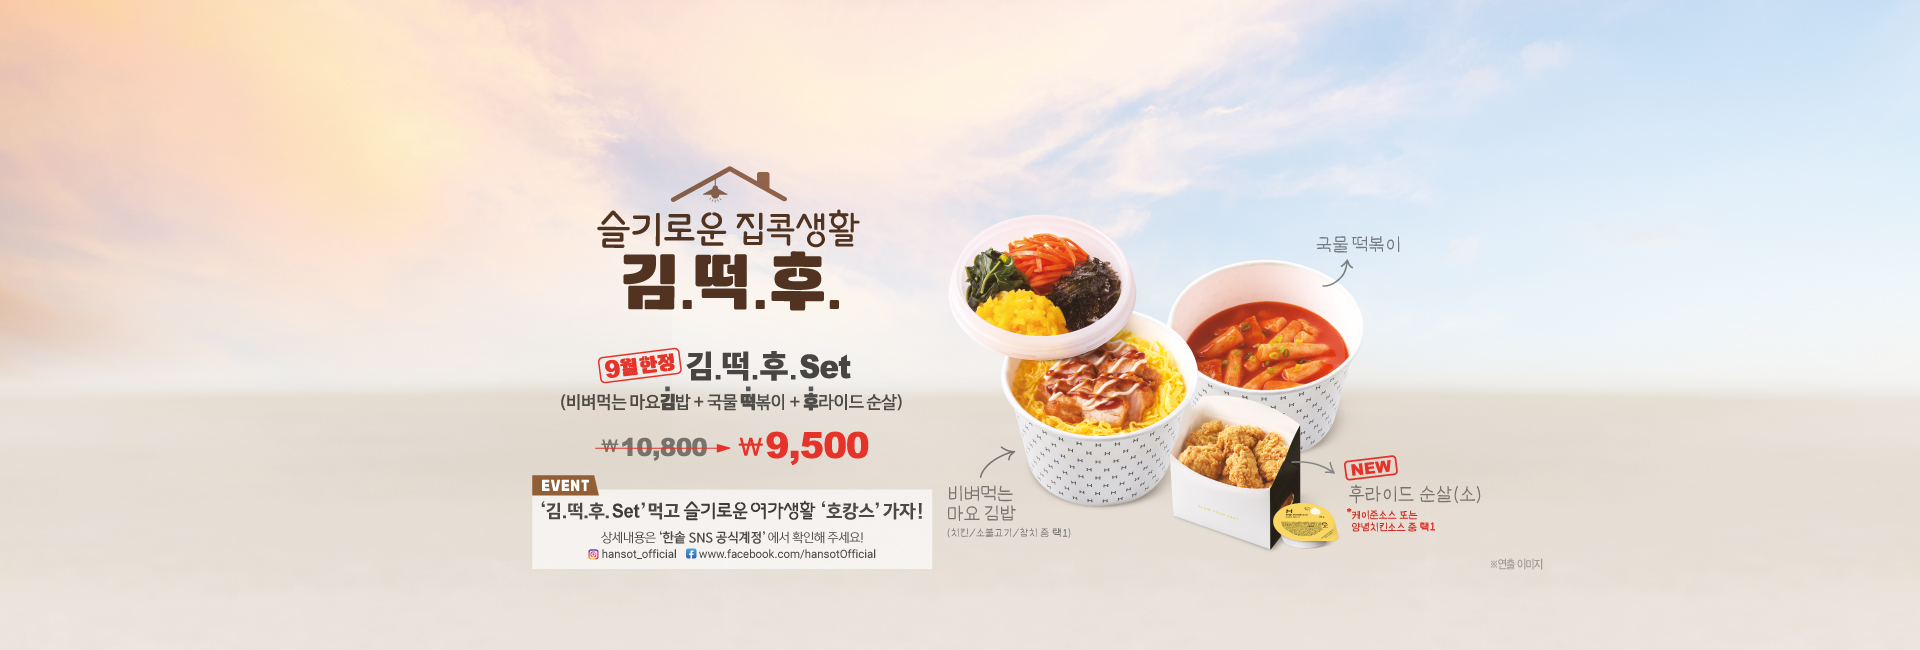 슬기로운 집콕생활
김.떡.후.
9월한정 김.떡.후.Set
(비벼먹는 마요김밥 + 국물 떡볶이 + 후라이드 순살)
₩10,800 ₩9,500
EVENT
‘김.떡.후.Set’ 먹고 슬기로운 여가생활 ‘호캉스’ 가자!
상세내용은 ‘한솥 SNS 공식계정’에서 확인해 주세요!
hansot_official www.facebook.com/hansotOfficial
국물 떡볶이
비벼먹는
마요 김밥
(치킨/소불고기/참치 중 택1)
NEW
후라이드 순살(소)
*케이준소스 또는
양념치킨소스 중 택1
※연출 이미지